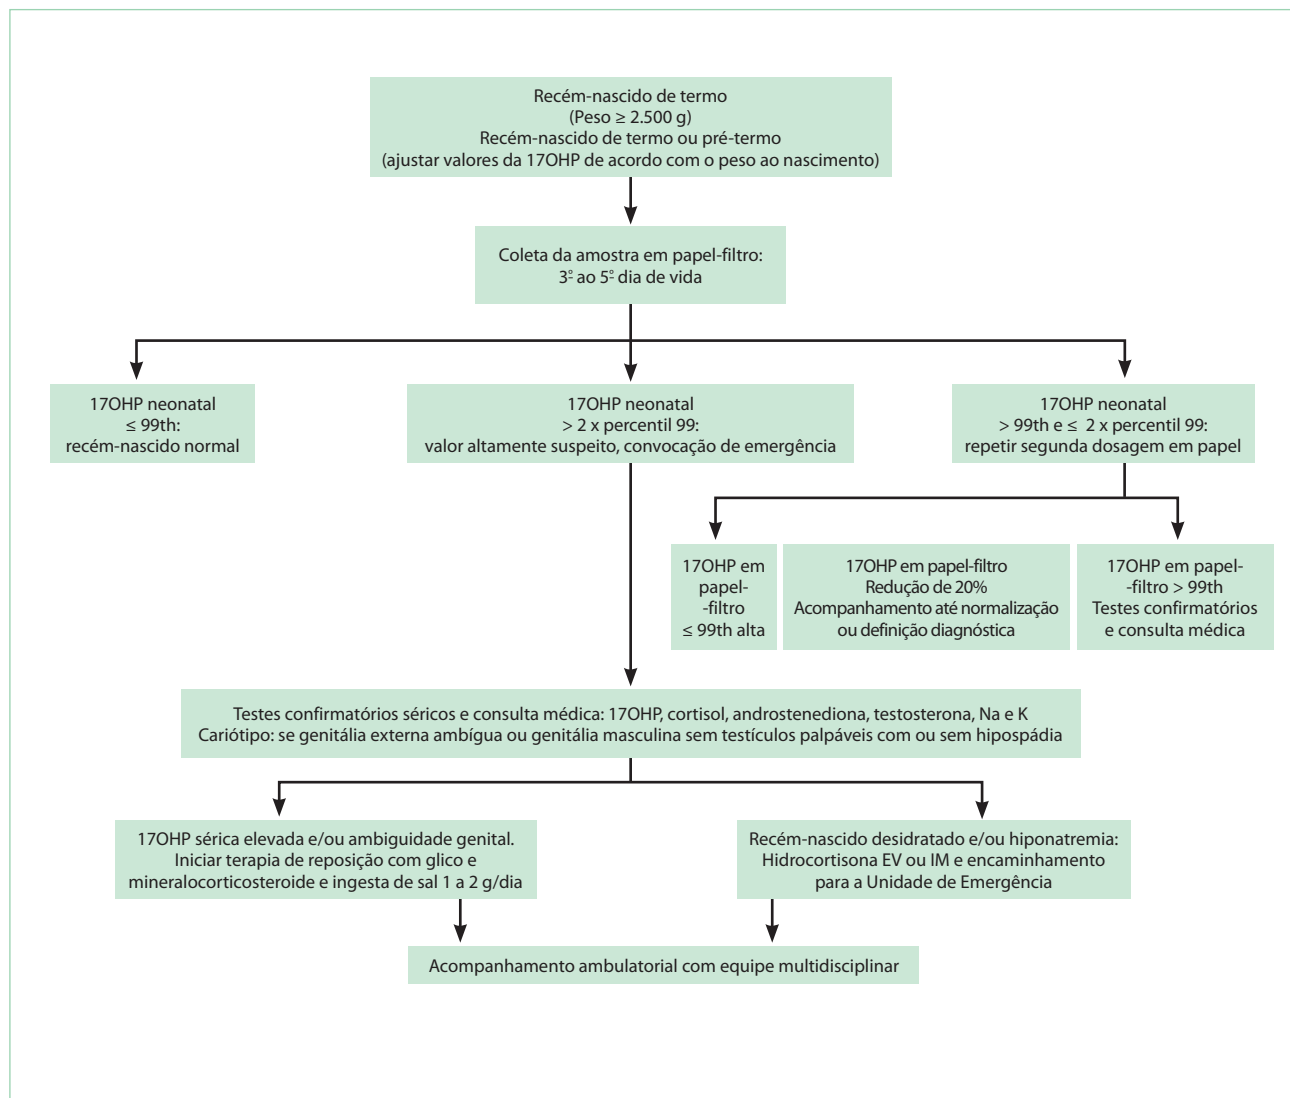 Recém-nascido de termo
(Peso ≥ 2.500 g)
Recém-nascido de termo ou pré-termo
(ajustar valores da 17OHP de acordo com o peso ao nascimento)
Coleta da amostra em papel-filtro:
3º ao 5º dia de vida
17OHP neonatal
≤ 99th:
recém-nascido normal
17OHP neonatal
> 2 x percentil 99:
valor altamente suspeito, convocação de emergência
17OHP neonatal
> 99th e ≤ 2 x percentil 99:
repetir segunda dosagem em papel
17OHP em
papel-
-filtro
≤ 99th alta
17OHP em papel-filtro
Redução de 20%
Acompanhamento até normalização
ou definição diagnóstica
17OHP em papel-
-filtro > 99th
Testes confirmatórios
e consulta médica
Testes confirmatórios séricos e consulta médica: 17OHP, cortisol, androstenediona, testosterona, Na e K
Cariótipo: se genitália externa ambígua ou genitália masculina sem testículos palpáveis com ou sem hipospádia
17OHP sérica elevada e/ou ambiguidade genital.
Iniciar terapia de reposição com glico e
mineralocorticosteroide e ingesta de sal 1 a 2 g/dia
Recém-nascido desidratado e/ou hiponatremia:
Hidrocortisona EV ou IM e encaminhamento
para a Unidade de Emergência
Acompanhamento ambulatorial com equipe multidisciplinar